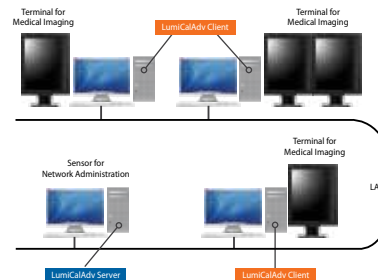 Terminal for
Medical Imaging
LumiCalAdv Client
Terminal for
Medical Imaging
Terminal for
Medical Imaging
Sensor for
Network Administration
LA
LumiCalAdv Server
LumiCalAdv Client